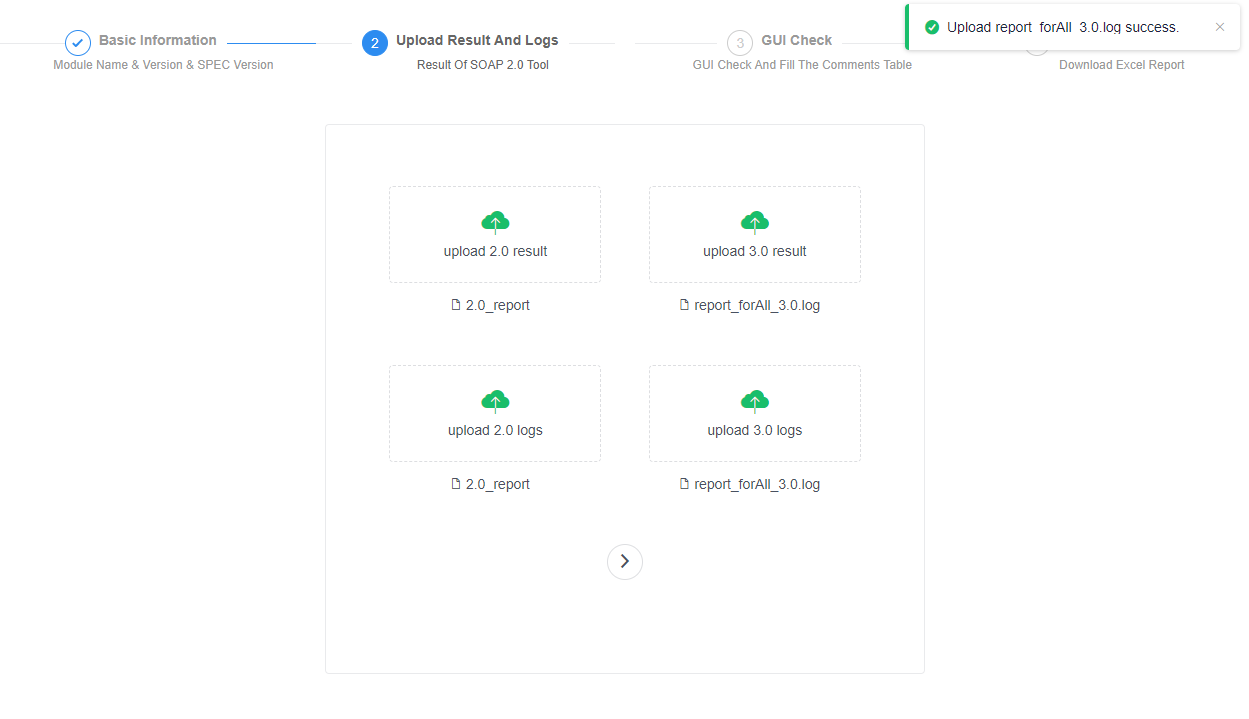 Basic Information
Module Name & Version & SPEC Version
2
Upload Result And Logs
Result Of SOAP 2.0 Tool
3
GUI Check
GUI Check And Fill The Comments Table
Upload report_forAll_3.0.log success.
Download Excel Report
upload 2.0 result
upload 3.0 result
2.0_report
report_forAll_3.0.log
upload 2.0 logs
upload 3.0 logs
2.0_report
report_forAll_3.0.log